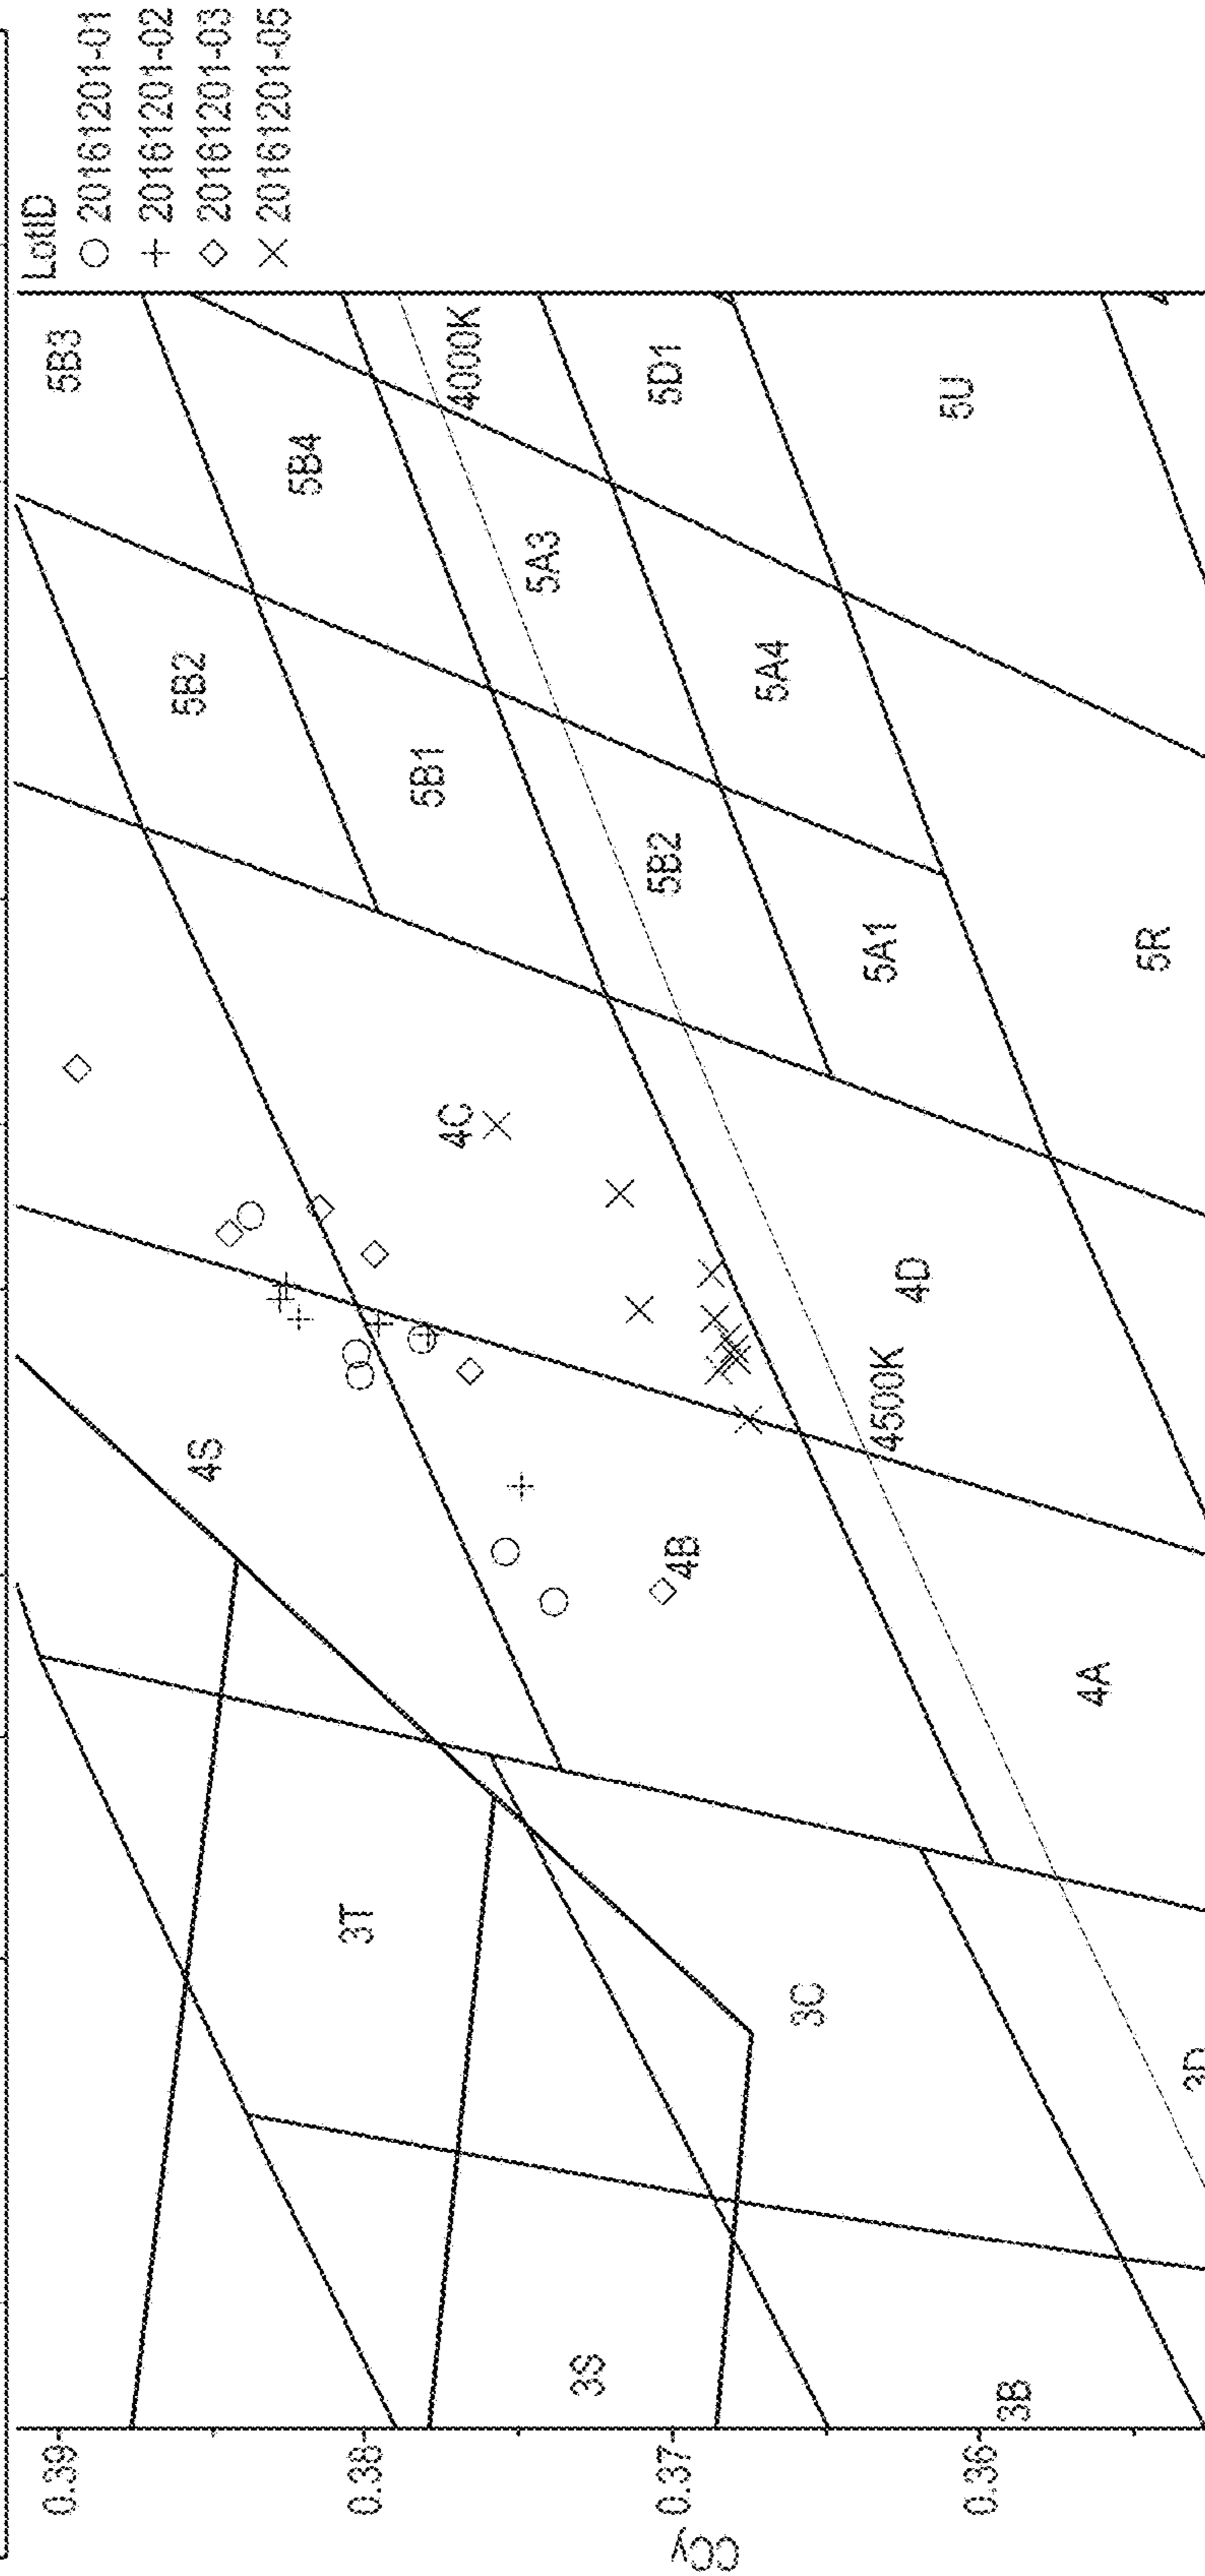 LotID
○ 20161201-01
+ 20161201-02
◇ 20161201-03
× 20161201-05
5B3
5B4
4000K
5D1
5U
5B2
5A3
5A4
5B1
5B2
5A1
5R
4C
4D
4S
4500K
4B
4A
3T
3C
3D
3S
3B
0.39
0.38
0.37
0.36
CCy